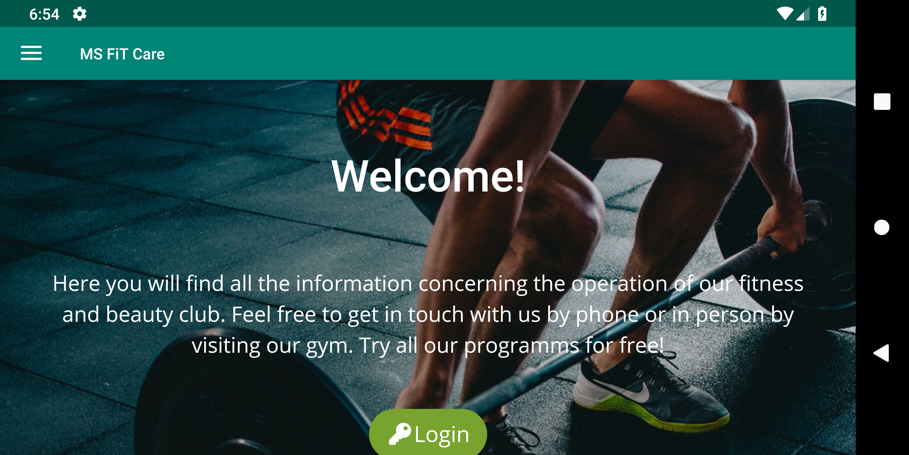 6:54
MS FiT Care
Welcome!
Here you will find all the information concerning the operation of our fitness
and beauty club. Feel free to get in touch with us by phone or in person by
visiting our gym. Try all our programms for free!
Login